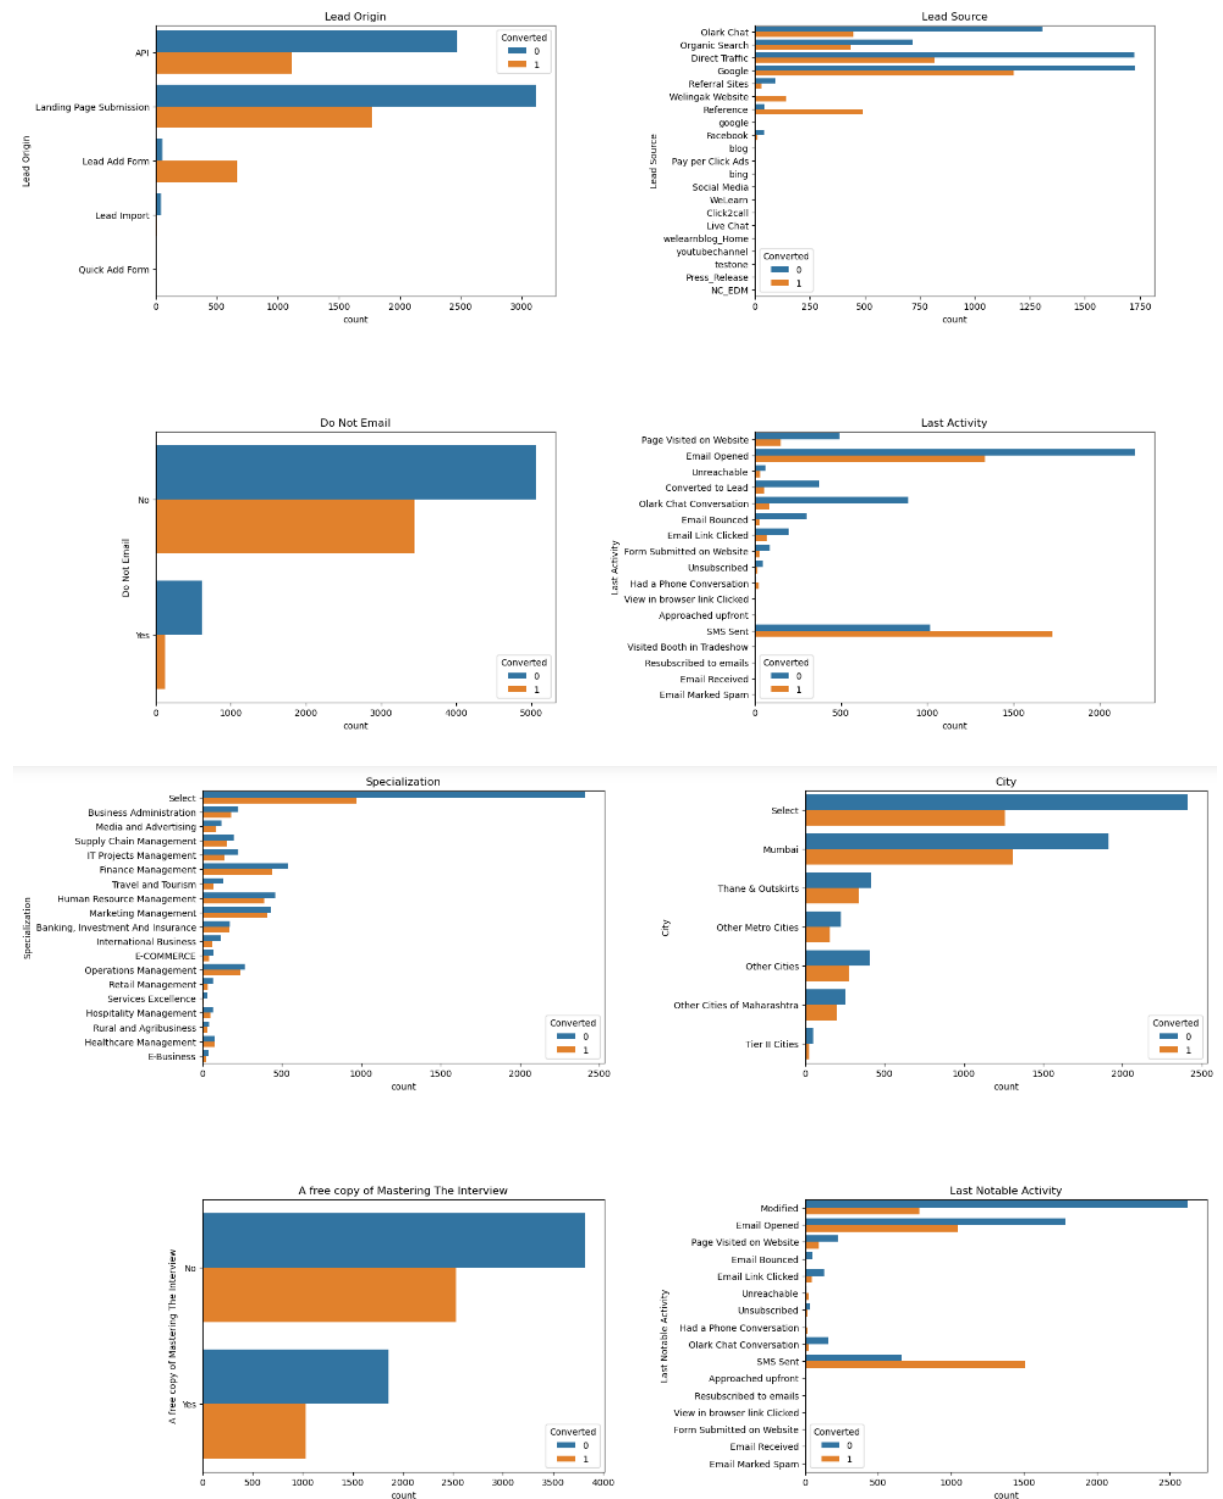 Lead Origin
Lead Origin
API
Landing Page Submission
Lead Add Form
Lead Import
Quick Add Form
Converted
0
1
0 500 1000 1500 2000 2500 3000
count
Lead Source
Lead Source
Olark Chat
Organic Search
Direct Traffic
Google
Referral Sites
Welingak Website
Reference
google
Facebook
blog
Pay per Click Ads
bing
Social Media
WeLearn
Click2call
Live Chat
welearnblog_Home
youtubechannel
testone
Press_Release
NC_EDM
Converted
0
1
0 250 500 750 1000 1250 1500 1750
count
Do Not Email
Do Not Email
No
Yes
Converted
0
1
0 1000 2000 3000 4000 5000
count
Last Activity
Last Activity
Page Visited on Website
Email Opened
Unreachable
Converted to Lead
Olark Chat Conversation
Email Bounced
Email Link Clicked
Form Submitted on Website
Unsubscribed
Had a Phone Conversation
View in browser link Clicked
Approached upfront
SMS Sent
Visited Booth in Tradeshow
Resubscribed to emails
Email Received
Email Marked Spam
Converted
0
1
0 500 1000 1500 2000
count
Specialization
Specialization
Select
Business Administration
Media and Advertising
Supply Chain Management
IT Projects Management
Finance Management
Travel and Tourism
Human Resource Management
Marketing Management
Banking, Investment And Insurance
International Business
E-COMMERCE
Operations Management
Retail Management
Services Excellence
Hospitality Management
Rural and Agribusiness
Healthcare Management
E-Business
Converted
0
1
0 500 1000 1500 2000 2500
count
City
City
Select
Mumbai
Thane & Outskirts
Other Metro Cities
Other Cities
Other Cities of Maharashtra
Tier II Cities
Converted
0
1
0 500 1000 1500 2000 2500
count
A free copy of Mastering The Interview
A free copy of Mastering The Interview
No
Yes
Converted
0
1
0 500 1000 1500 2000 2500 3000 3500 4000
count
Last Notable Activity
Last Notable Activity
Modified
Email Opened
Page Visited on Website
Email Bounced
Email Link Clicked
Unreachable
Unsubscribed
Had a Phone Conversation
Olark Chat Conversation
SMS Sent
Approached upfront
Resubscribed to emails
View in browser link Clicked
Form Submitted on Website
Email Received
Email Marked Spam
Converted
0
1
0 500 1000 1500 2000 2500
count